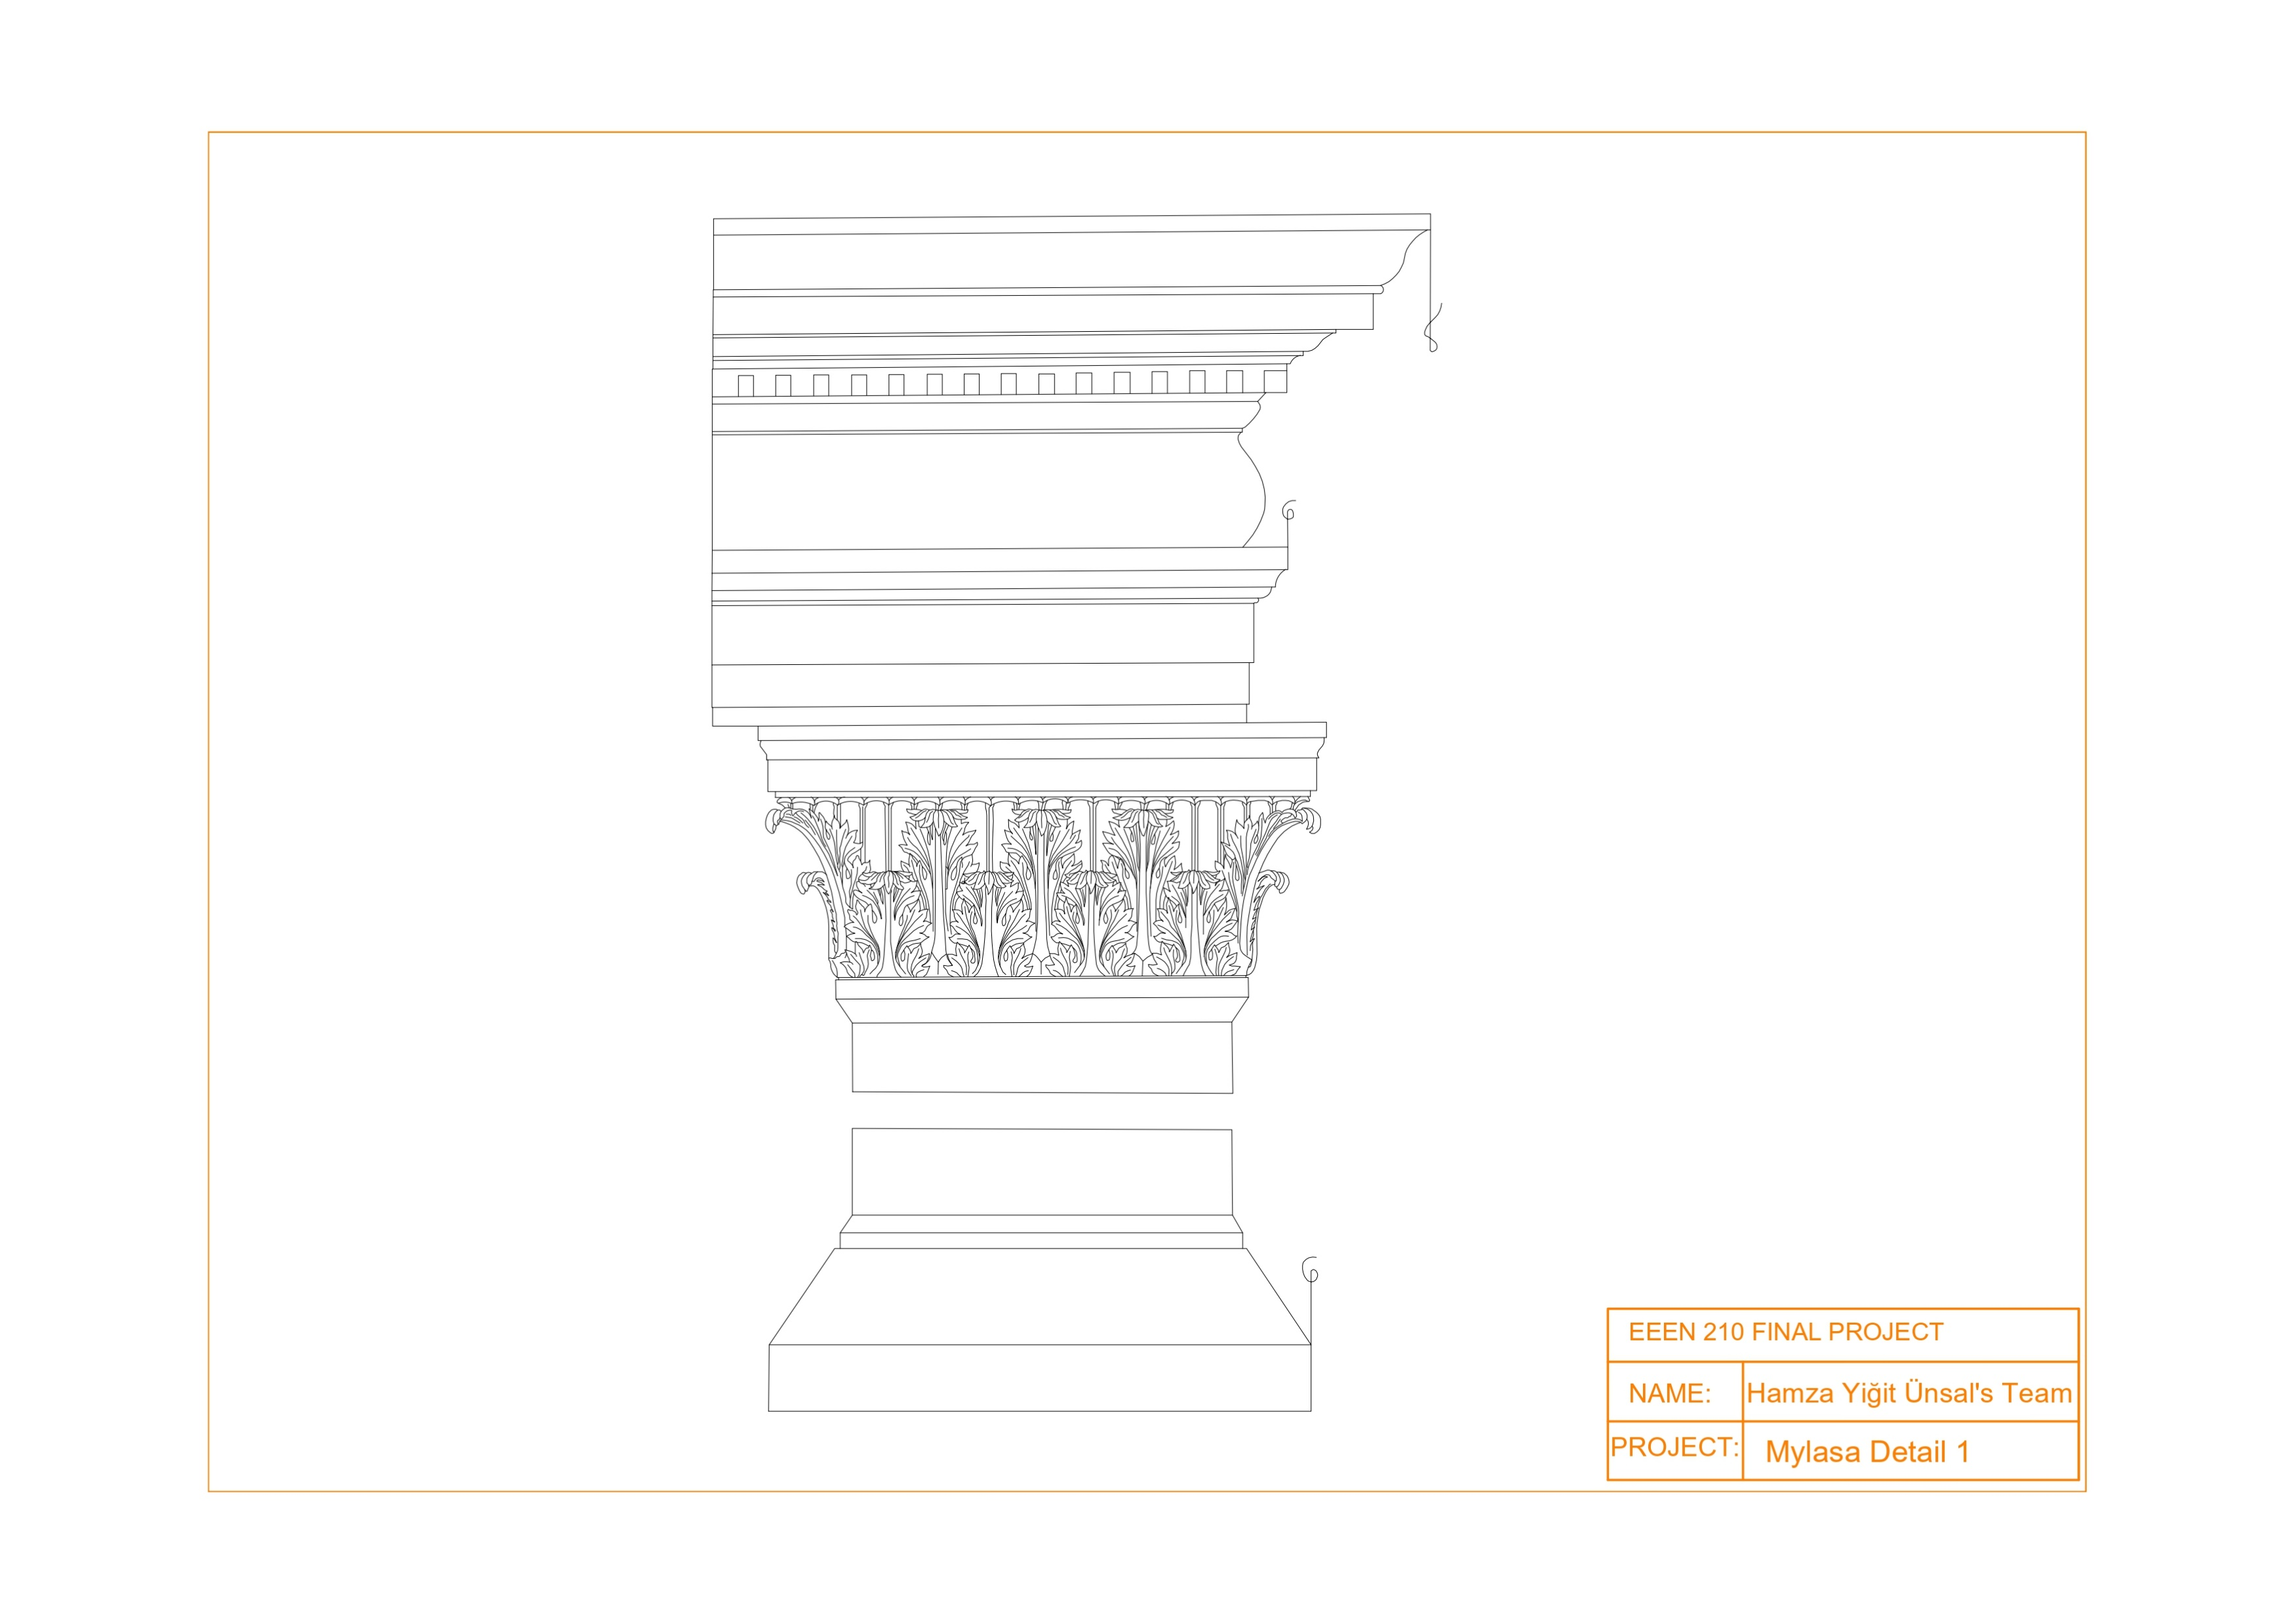 EEEN 210 FINAL PROJECT
NAME: Hamza Yiğit Ünsal's Team
PROJECT: Mylasa Detail 1